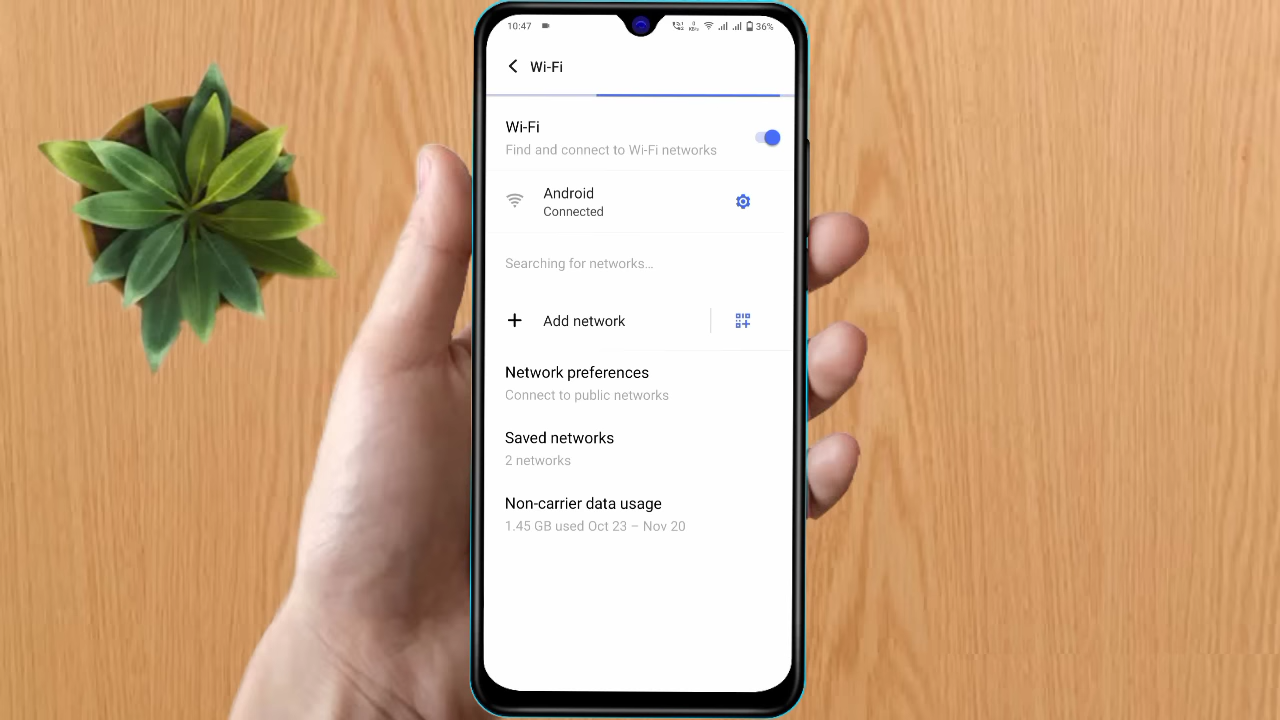 10:47
0
KB/s
36%
Wi-Fi
Wi-Fi
Find and connect to Wi-Fi networks
Android
Connected
Searching for networks…
Add network
Network preferences
Connect to public networks
Saved networks
2 networks
Non-carrier data usage
1.45 GB used Oct 23 – Nov 20